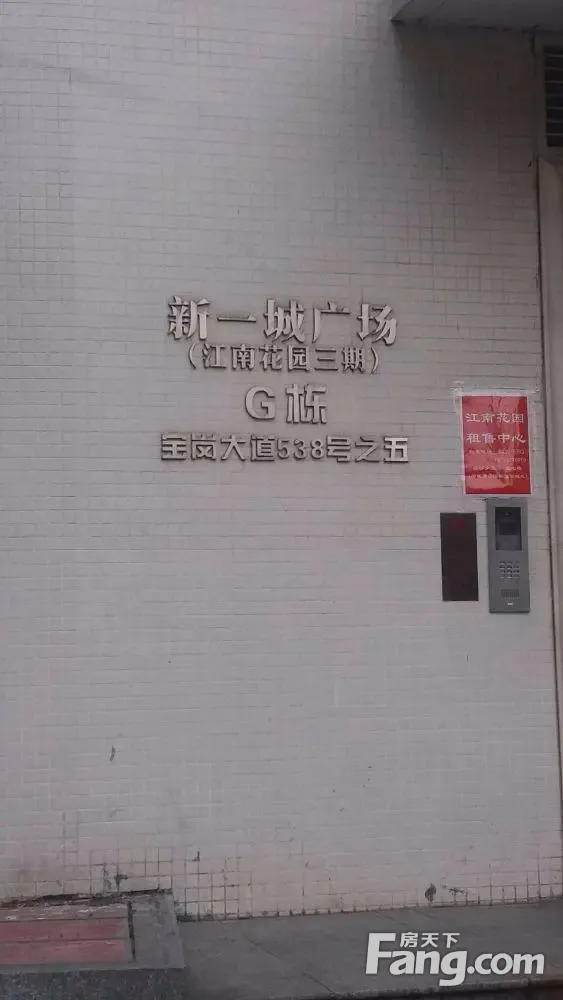 新一城广场
（江南花园三期）
G栋
宝岗大道538号之五
江南花园
租售中心
房天下
Fang.com